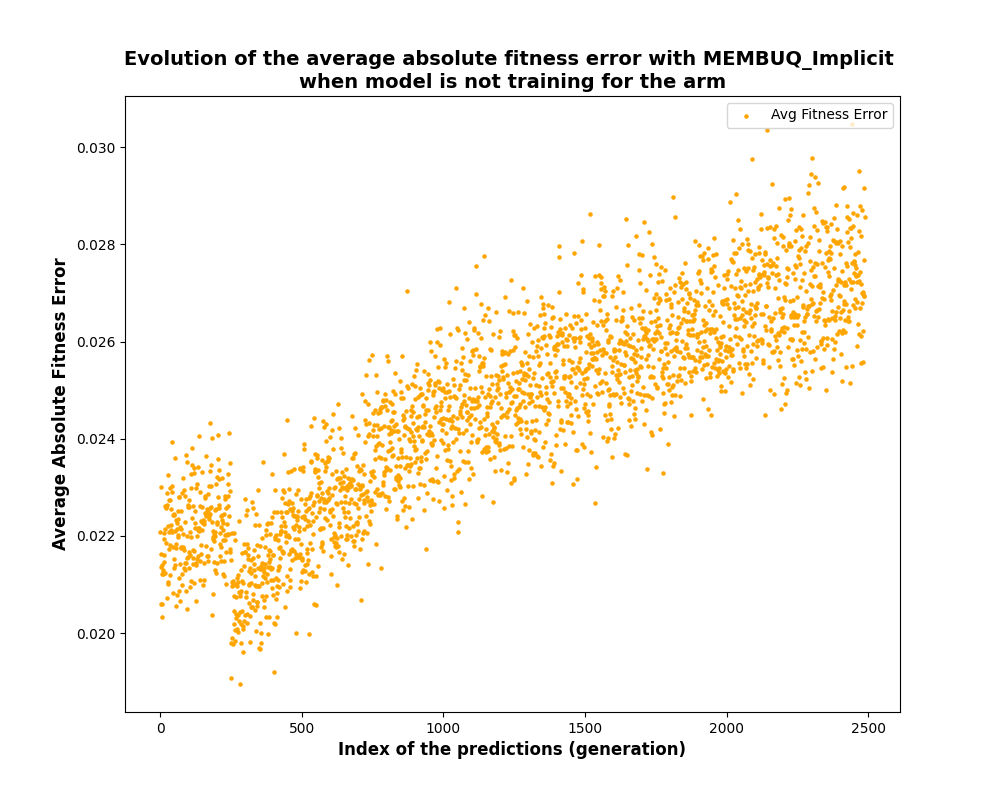 Evolution of the average absolute fitness error with MEMBUQ_Implicit
when model is not training for the arm
Avg Fitness Error
0.030
0.028
0.026
0.024
0.022
0.020
Average Absolute Fitness Error
0
500
1000
1500
2000
2500
Index of the predictions (generation)